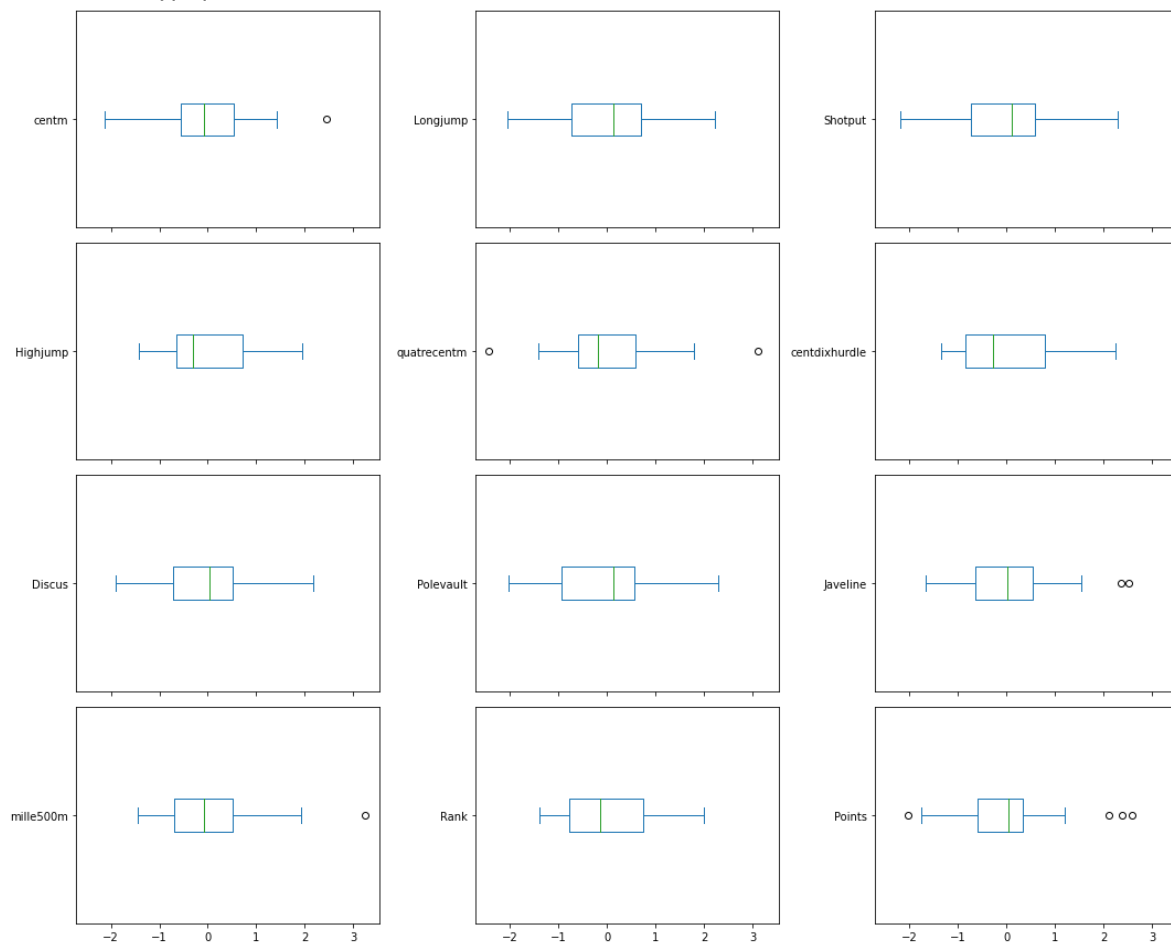 centm
Longjump
Shotput
Highjump
quatrecentm
centdixhurdle
Discus
Polevault
Javeline
mille500m
Rank
Points
−2 −1 0 1 2 3
−2 −1 0 1 2 3
−2 −1 0 1 2 3